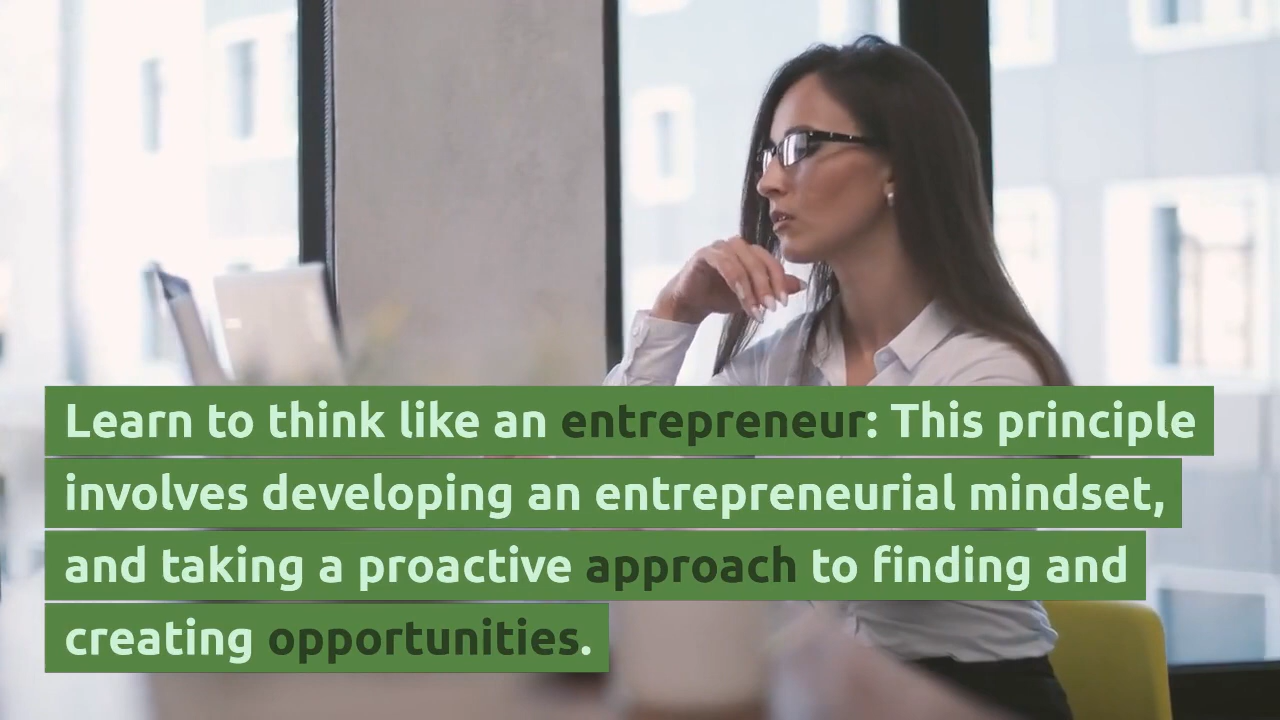 Learn to think like an entrepreneur: This principle
involves developing an entrepreneurial mindset,
and taking a proactive approach to finding and
creating opportunities.